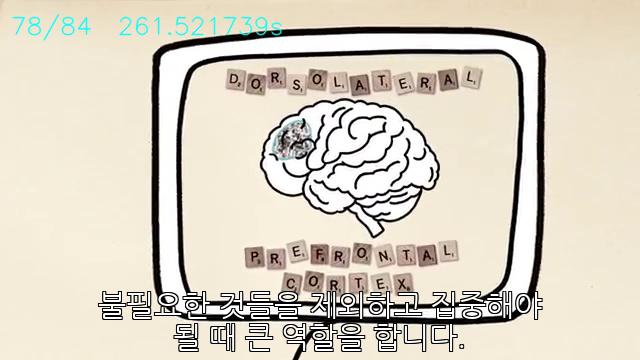 78/84 261.521739s
DORSOLATERAL
PREFRONTAL
CORTEX
불필요한 것들을 제외하고 집중해야
될 때 큰 역할을 합니다.